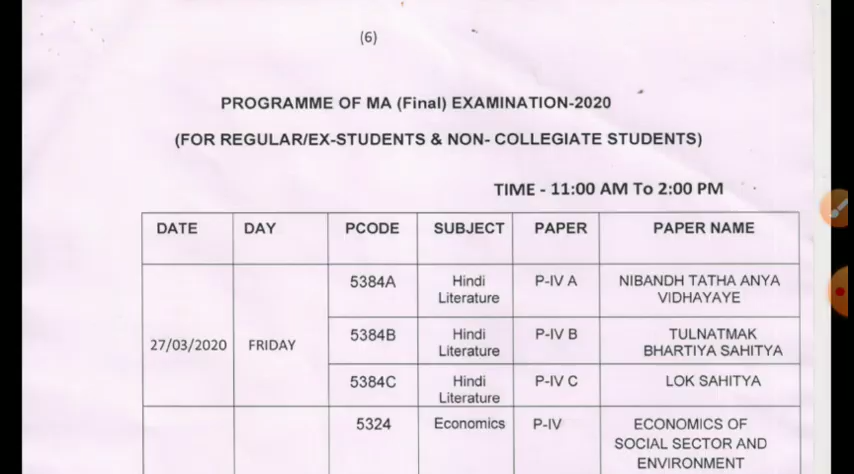 (6)
PROGRAMME OF MA (Final) EXAMINATION-2020
(FOR REGULAR/EX-STUDENTS & NON- COLLEGIATE STUDENTS)
TIME - 11:00 AM To 2:00 PM
DATE DAY PCODE SUBJECT PAPER PAPER NAME
27/03/2020 FRIDAY
5384A Hindi Literature P-IV A NIBANDH TATHA ANYA
VIDHAYAYE
5384B Hindi Literature P-IV B TULNATMAK
BHARTIYA SAHITYA
5384C Hindi Literature P-IV C LOK SAHITYA
5324 Economics P-IV ECONOMICS OF
SOCIAL SECTOR AND
ENVIRONMENT